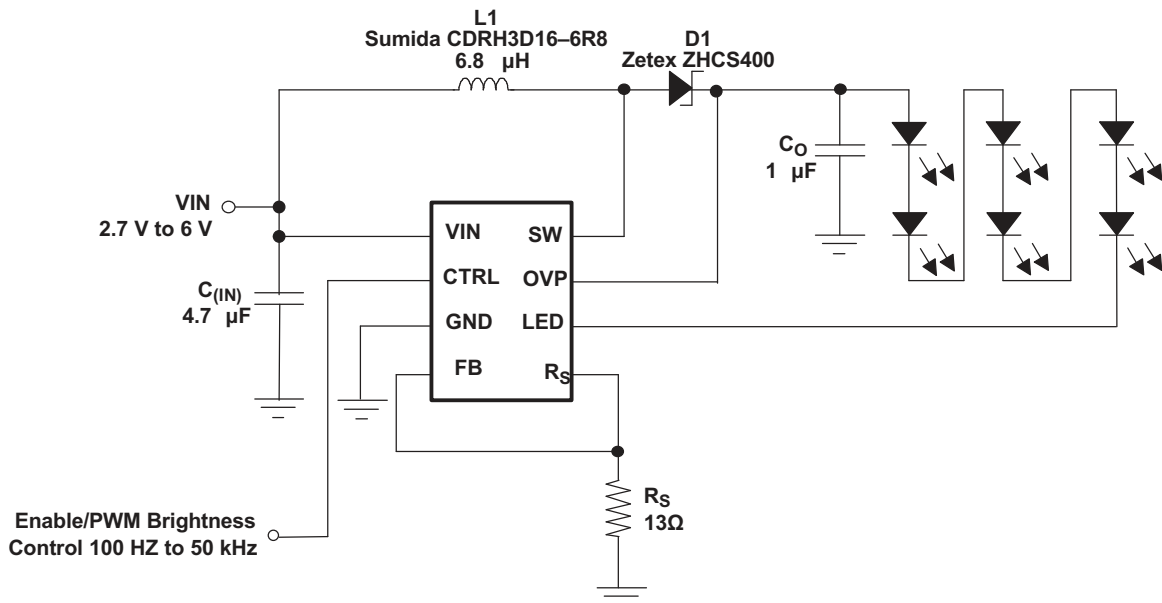 L1
Sumida CDRH3D16–6R8
6.8 µH
D1
Zetex ZHCS400
CO
1 µF
VIN
2.7 V to 6 V
C(IN)
4.7 µF
VIN
SW
CTRL
OVP
GND
LED
FB
RS
RS
13Ω
Enable/PWM Brightness
Control 100 HZ to 50 kHz